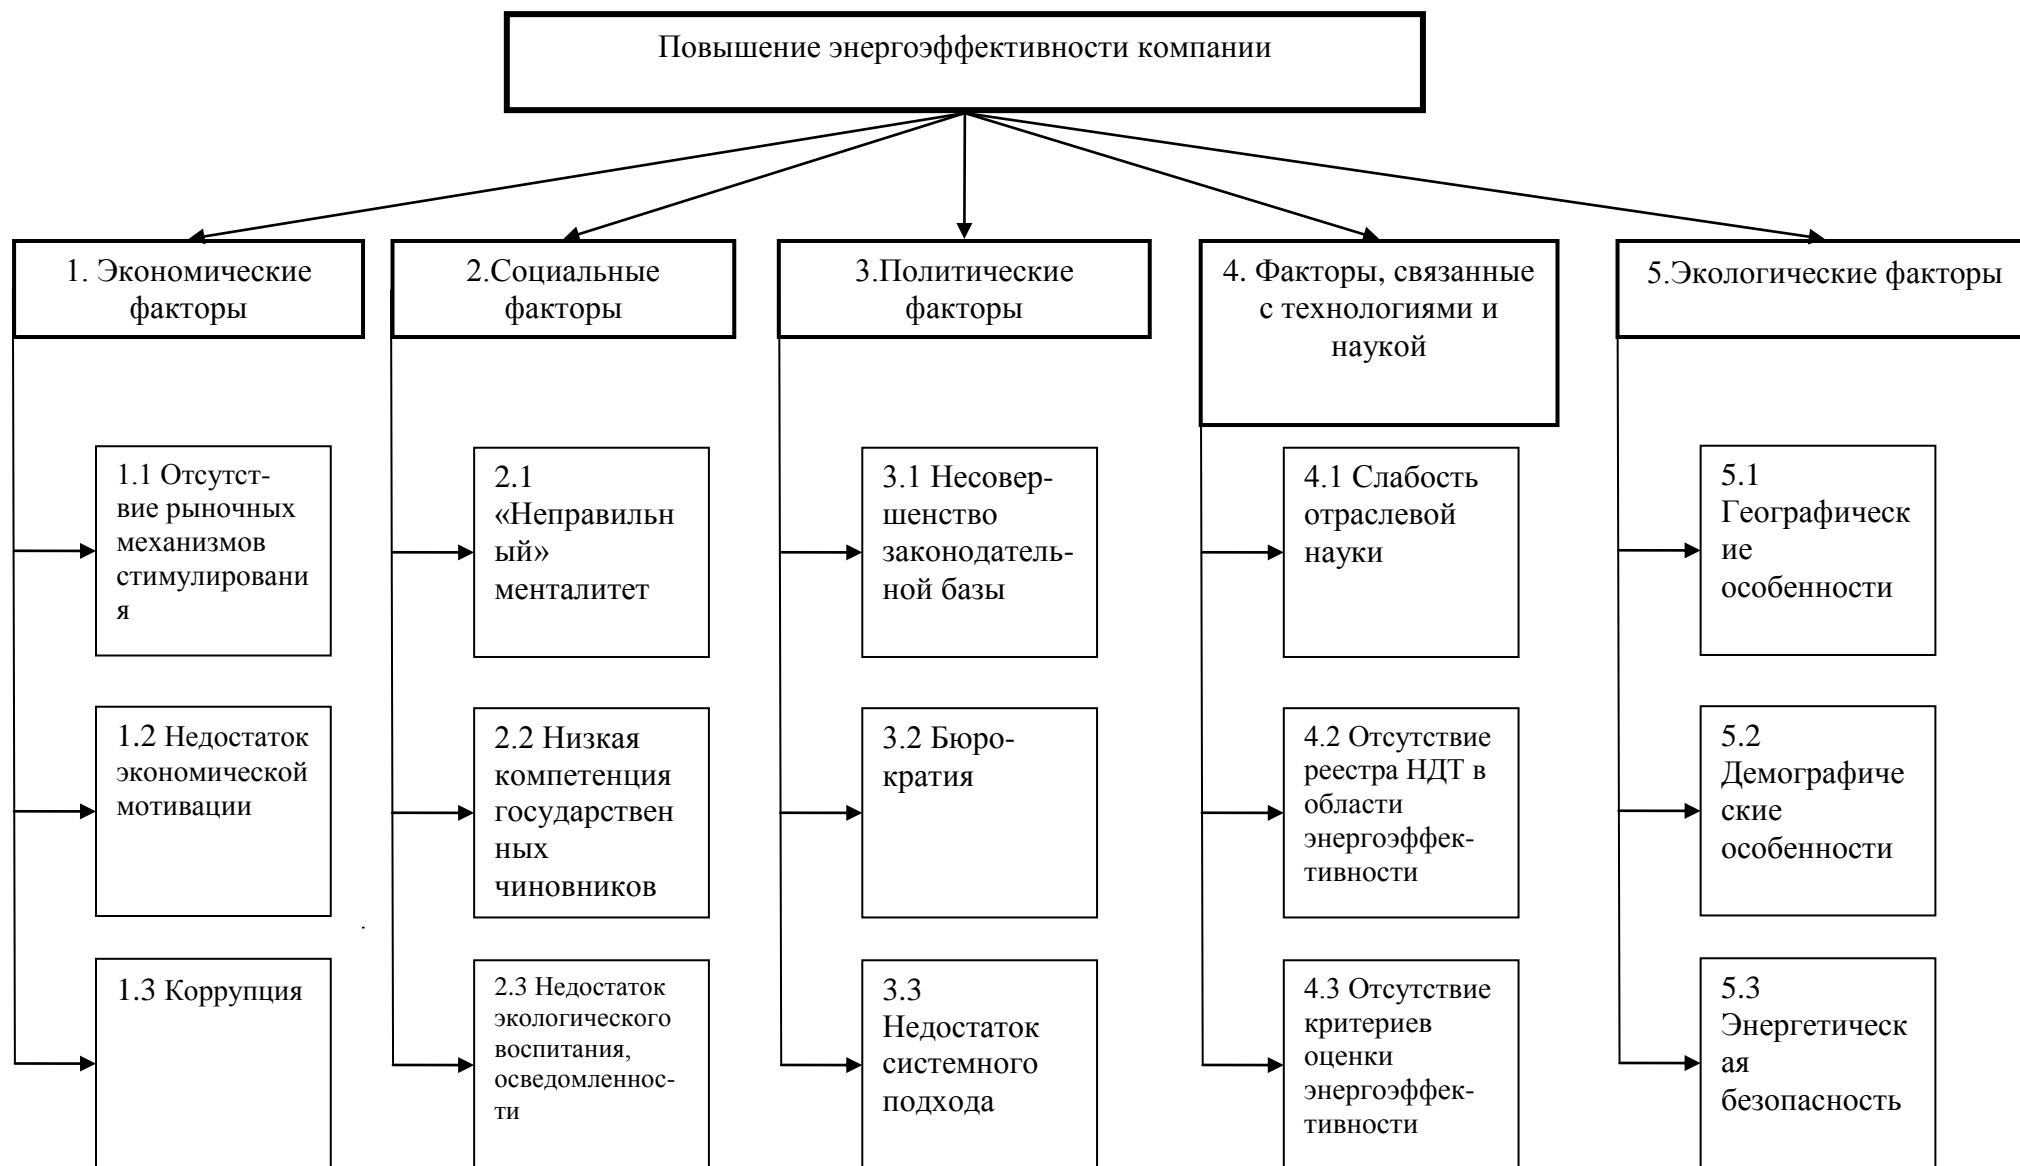 Повышение энергоэффективности компании
1. Экономические
факторы
2.Социальные
факторы
3.Политические
факторы
4. Факторы, связанные
с технологиями и
наукой
5.Экологические факторы
1.1 Отсутст-
вие рыночных
механизмов
стимулировани
я
2.1
«Неправильн
ый»
менталитет
3.1 Несовер-
шенство
законодатель-
ной базы
4.1 Слабость
отраслевой
науки
5.1
Географическ
ие
особенности
1.2 Недостаток
экономической
мотивации
2.2 Низкая
компетенция
государствен
ных
чиновников
3.2 Бюро-
кратия
4.2 Отсутствие
реестра НДТ в
области
энергоэффек-
тивности
5.2
Демографиче
ские
особенности
1.3 Коррупция
2.3 Недостаток
экологического
воспитания,
осведомленнос-
ти
3.3
Недостаток
системного
подхода
4.3 Отсутствие
критериев
оценки
энергоэффек-
тивности
5.3
Энергетическ
ая
безопасность